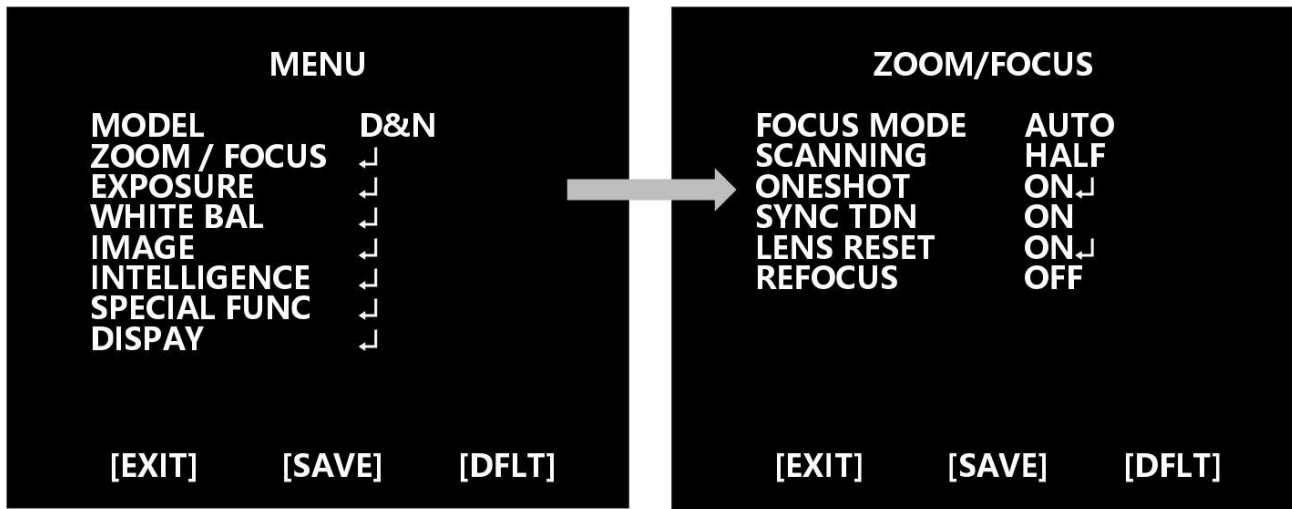 MENU
MODEL D&N
ZOOM / FOCUS ↵
EXPOSURE ↵
WHITE BAL ↵
IMAGE ↵
INTELLIGENCE ↵
SPECIAL FUNC ↵
DISPAY ↵
[EXIT] [SAVE] [DFLT]
ZOOM/FOCUS
FOCUS MODE AUTO
SCANNING HALF
ONESHOT ON↵
SYNC TDN ON
LENS RESET ON↵
REFOCUS OFF
[EXIT] [SAVE] [DFLT]